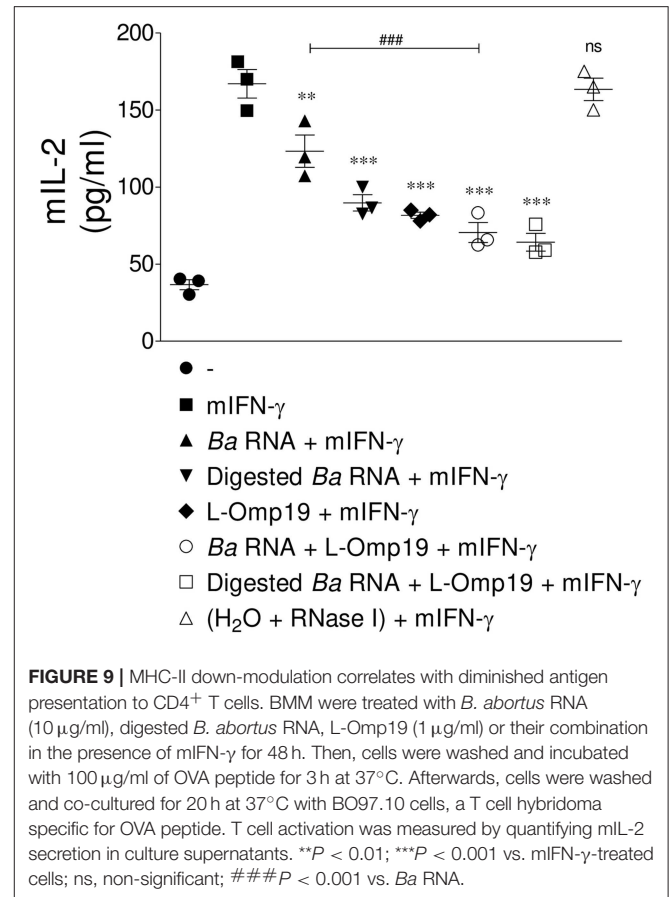 200
150
100
50
0
mIL-2
(pg/ml)
###
**
***
***
***
***
ns
-
mIFN-γ
Ba RNA + mIFN-γ
Digested Ba RNA + mIFN-γ
L-Omp19 + mIFN-γ
Ba RNA + L-Omp19 + mIFN-γ
Digested Ba RNA + L-Omp19 + mIFN-γ
(H₂O + RNase I) + mIFN-γ
FIGURE 9 | MHC-II down-modulation correlates with diminished antigen
presentation to CD4⁺ T cells. BMM were treated with B. abortus RNA
(10 μg/ml), digested B. abortus RNA, L-Omp19 (1 μg/ml) or their combination
in the presence of mIFN-γ for 48 h. Then, cells were washed and incubated
with 100 μg/ml of OVA peptide for 3 h at 37°C. Afterwards, cells were washed
and co-cultured for 20 h at 37°C with BO97.10 cells, a T cell hybridoma
specific for OVA peptide. T cell activation was measured by quantifying mIL-2
secretion in culture supernatants. **P < 0.01; ***P < 0.001 vs. mIFN-γ-treated
cells; ns, non-significant; ###P < 0.001 vs. Ba RNA.